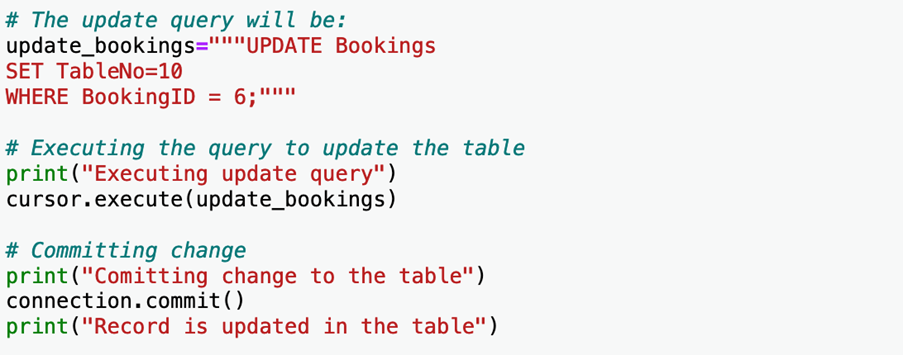 # The update query will be:
update_bookings="""UPDATE Bookings
SET TableNo=10
WHERE BookingID = 6;"""
# Executing the query to update the table
print("Executing update query")
cursor.execute(update_bookings)
# Committing change
print("Comitting change to the table")
connection.commit()
print("Record is updated in the table")